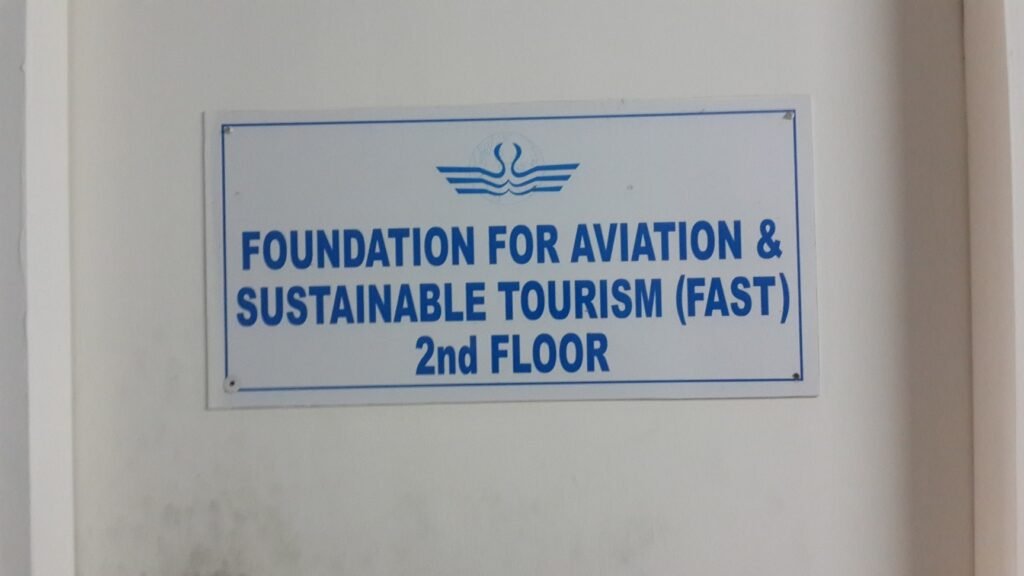 FOUNDATION FOR AVIATION &
SUSTAINABLE TOURISM (FAST)
2nd FLOOR